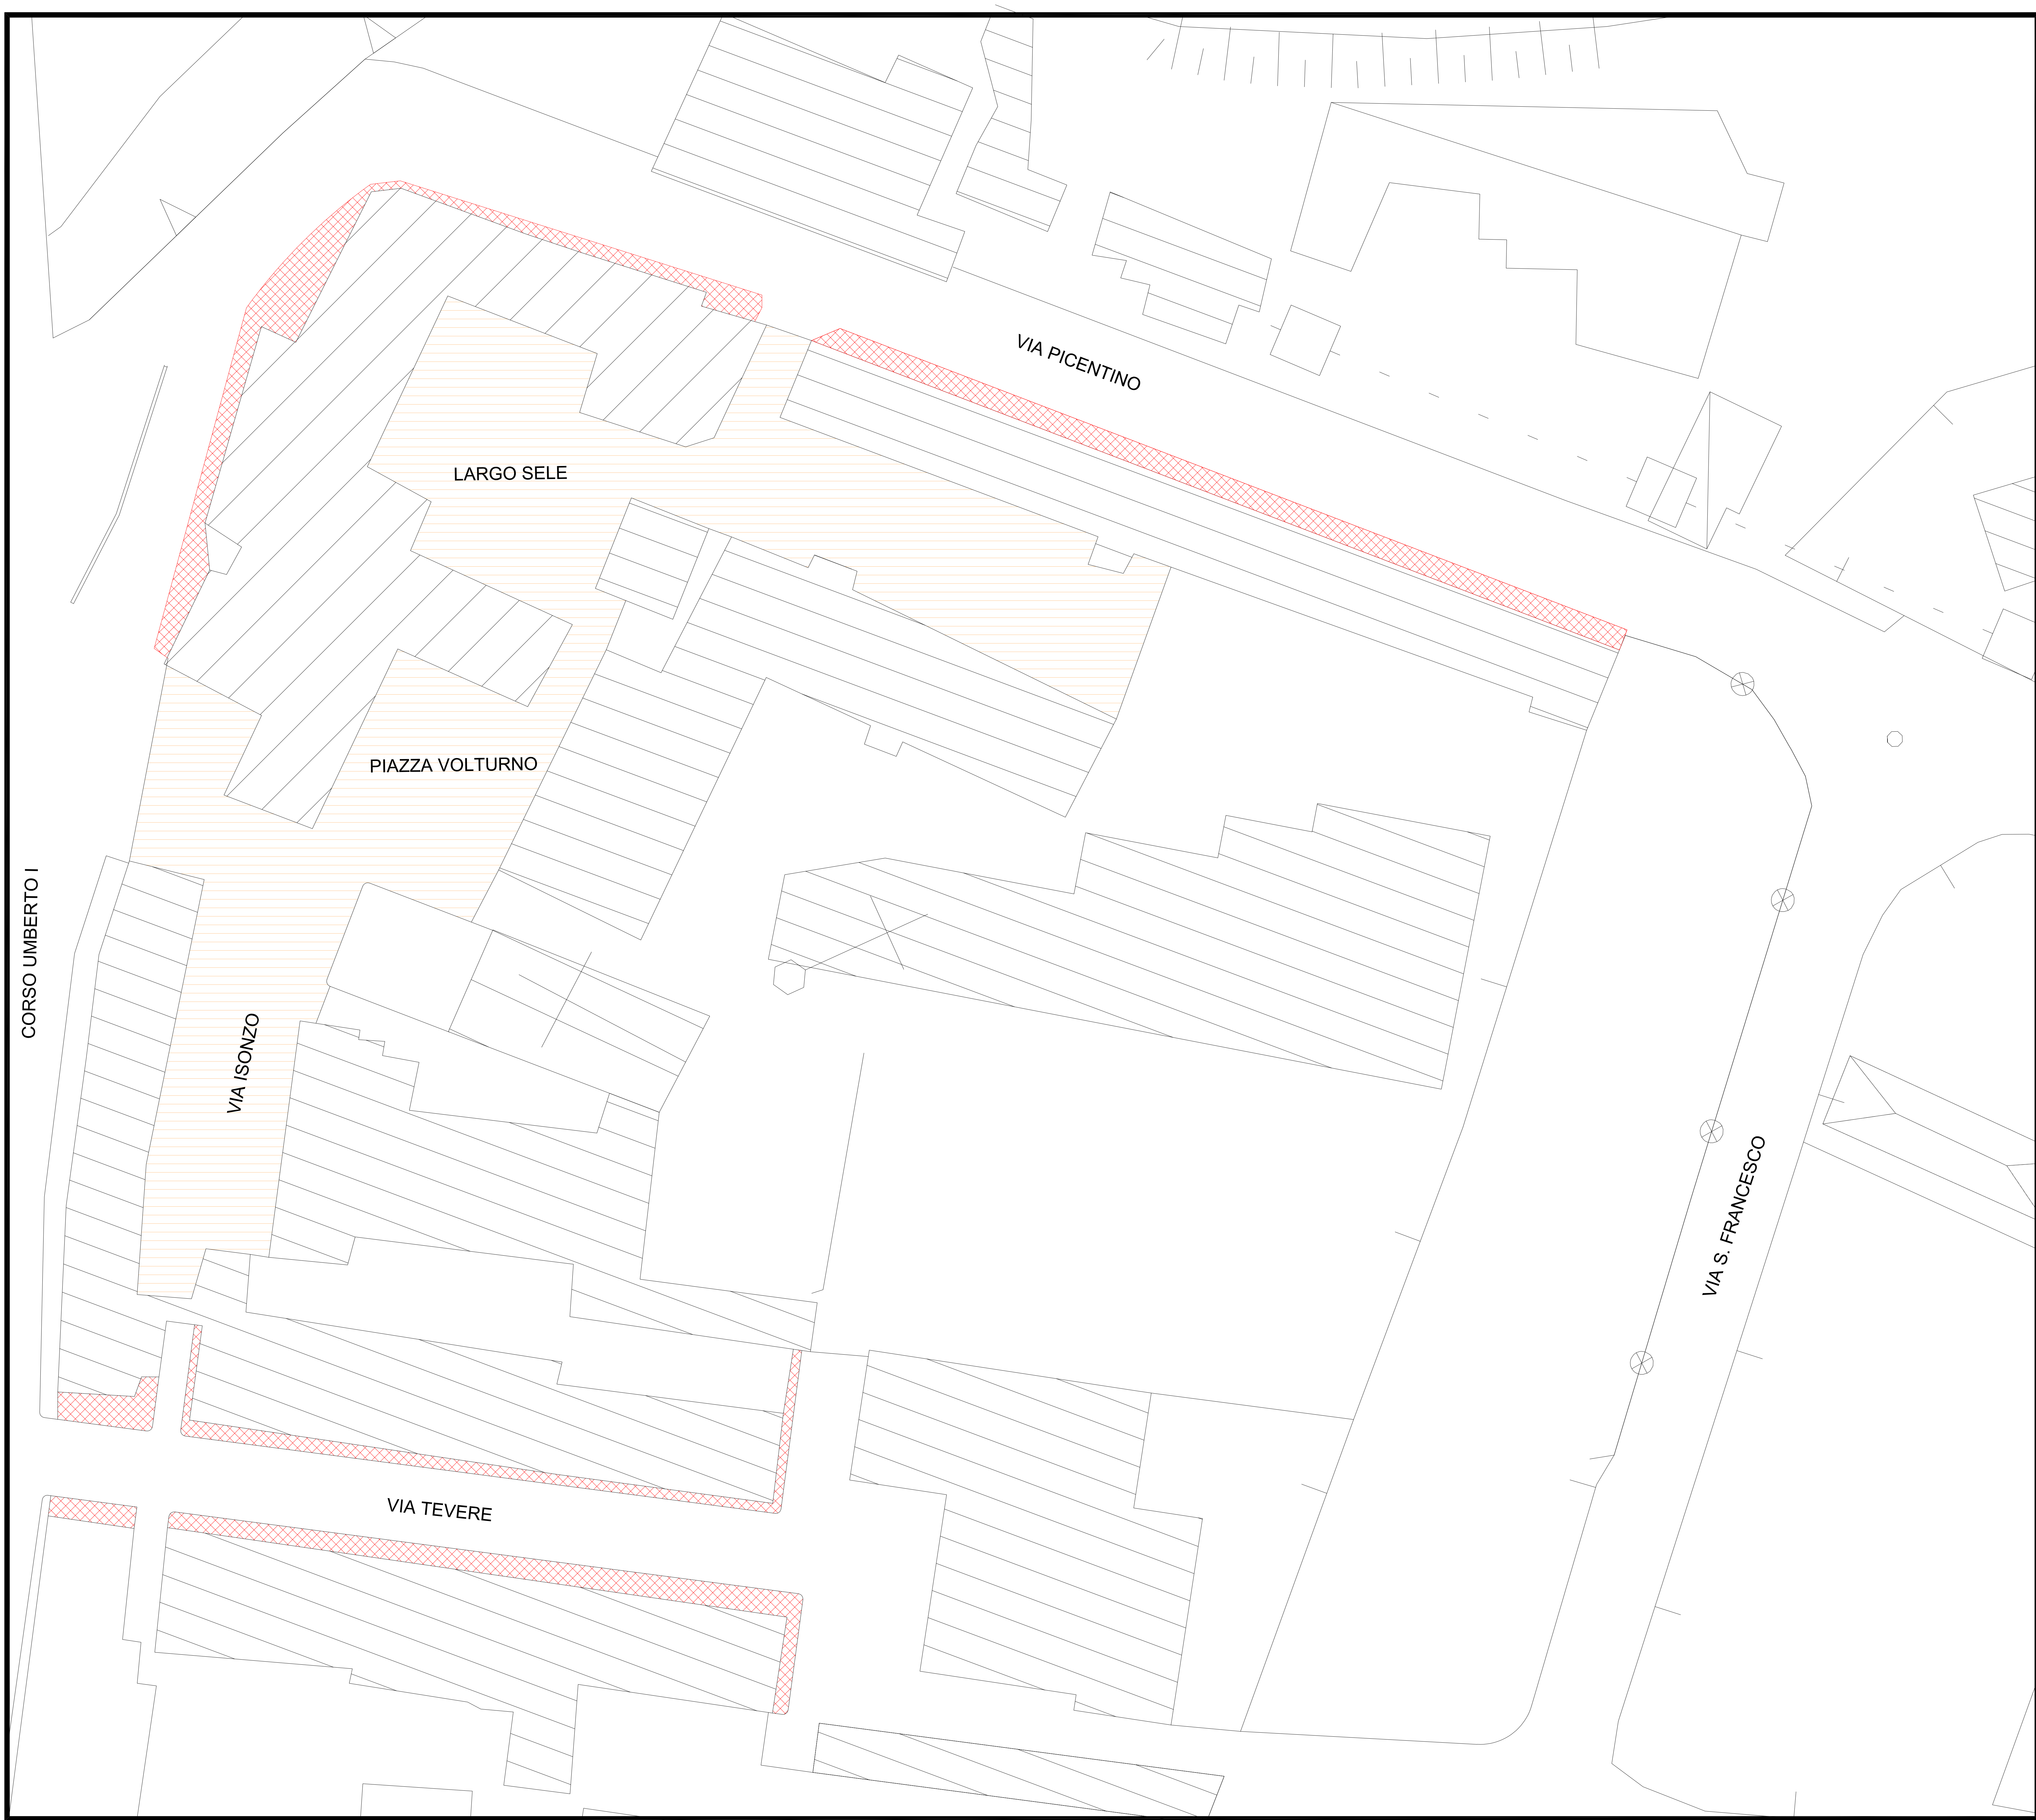 VIA PICENTINO
LARGO SELE
PIAZZA VOLTURNO
CORSO UMBERTO I
VIA ISONZO
VIA S. FRANCESCO
VIA TEVERE